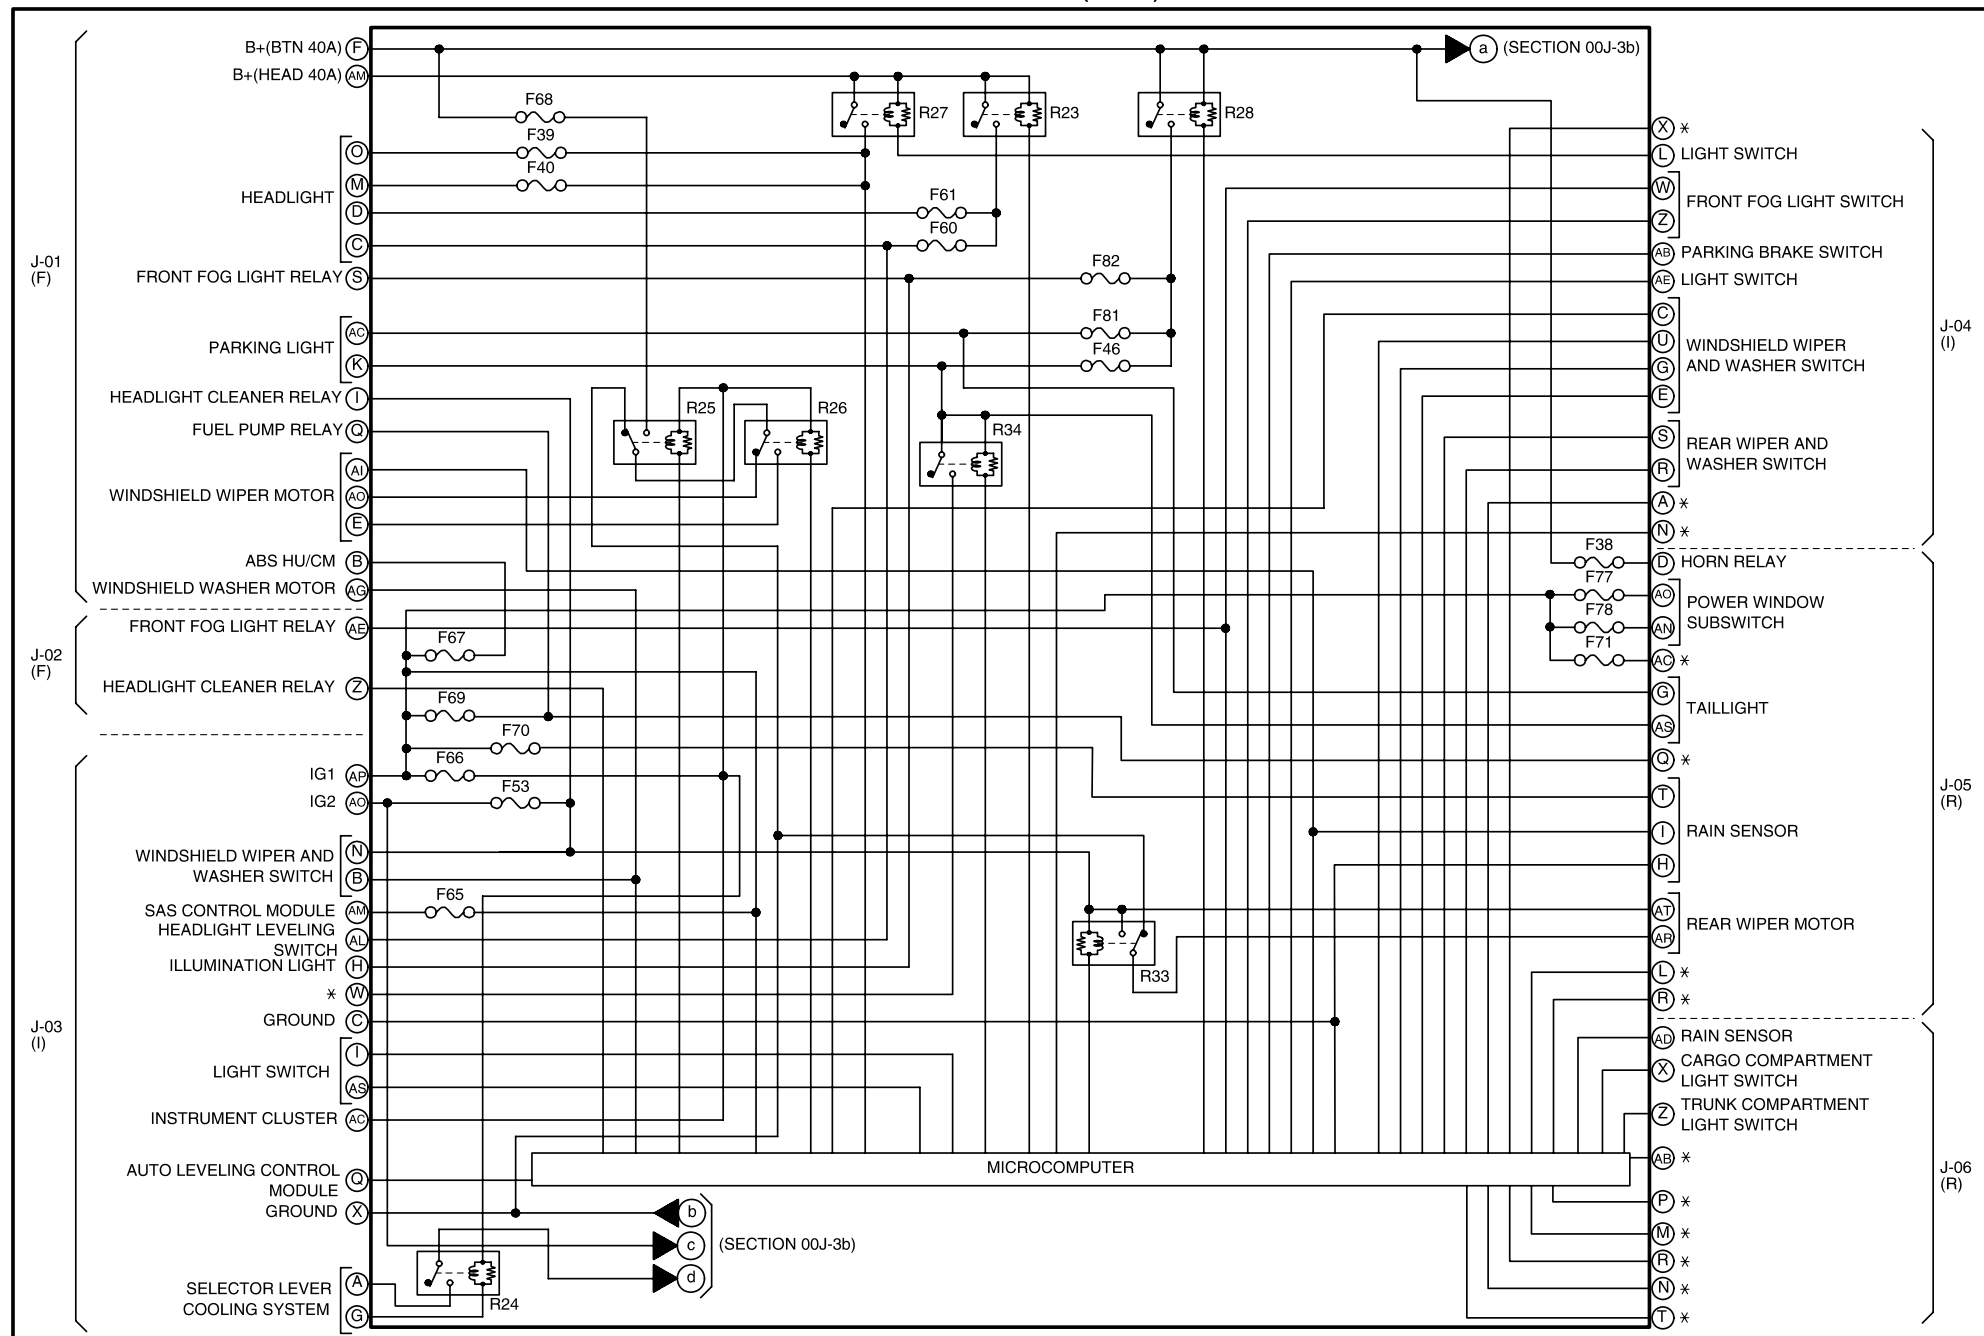 B+(BTN 40A) F
B+(HEAD 40A) AM
HEADLIGHT
O
M
D
C
FRONT FOG LIGHT RELAY S
PARKING LIGHT
AC
K
HEADLIGHT CLEANER RELAY I
FUEL PUMP RELAY Q
WINDSHIELD WIPER MOTOR
AI
AO
E
ABS HU/CM B
WINDSHIELD WASHER MOTOR AG
J-01
(F)
FRONT FOG LIGHT RELAY AE
HEADLIGHT CLEANER RELAY Z
J-02
(F)
IG1 AP
IG2 AO
WINDSHIELD WIPER AND
WASHER SWITCH
N
B
SAS CONTROL MODULE AM
HEADLIGHT LEVELING
SWITCH
AL
ILLUMINATION LIGHT H
* W
GROUND C
LIGHT SWITCH
I
AS
INSTRUMENT CLUSTER AC
AUTO LEVELING CONTROL
MODULE
Q
GROUND X
SELECTOR LEVER
COOLING SYSTEM
A
G
J-03
(I)
F68
F39
F40
F61
F60
F82
F81
F46
R27
R23
R28
R25
R26
R34
F67
F69
F70
F66
F53
F65
R33
R24
MICROCOMPUTER
a (SECTION 00J-3b)
b
c
d
(SECTION 00J-3b)
X *
L LIGHT SWITCH
W
Z
FRONT FOG LIGHT SWITCH
AB PARKING BRAKE SWITCH
AE LIGHT SWITCH
C
U
G
E
WINDSHIELD WIPER
AND WASHER SWITCH
S
R
REAR WIPER AND
WASHER SWITCH
A *
N *
J-04
(I)
F38
D HORN RELAY
F77
AO
F78
AN
POWER WINDOW
SUBSWITCH
F71
AC *
G
AS
TAILLIGHT
Q *
T
I
H
RAIN SENSOR
AT
AR
REAR WIPER MOTOR
L *
R *
J-05
(R)
AD RAIN SENSOR
X CARGO COMPARTMENT
LIGHT SWITCH
Z TRUNK COMPARTMENT
LIGHT SWITCH
AB *
P *
M *
R *
N *
T *
J-06
(R)